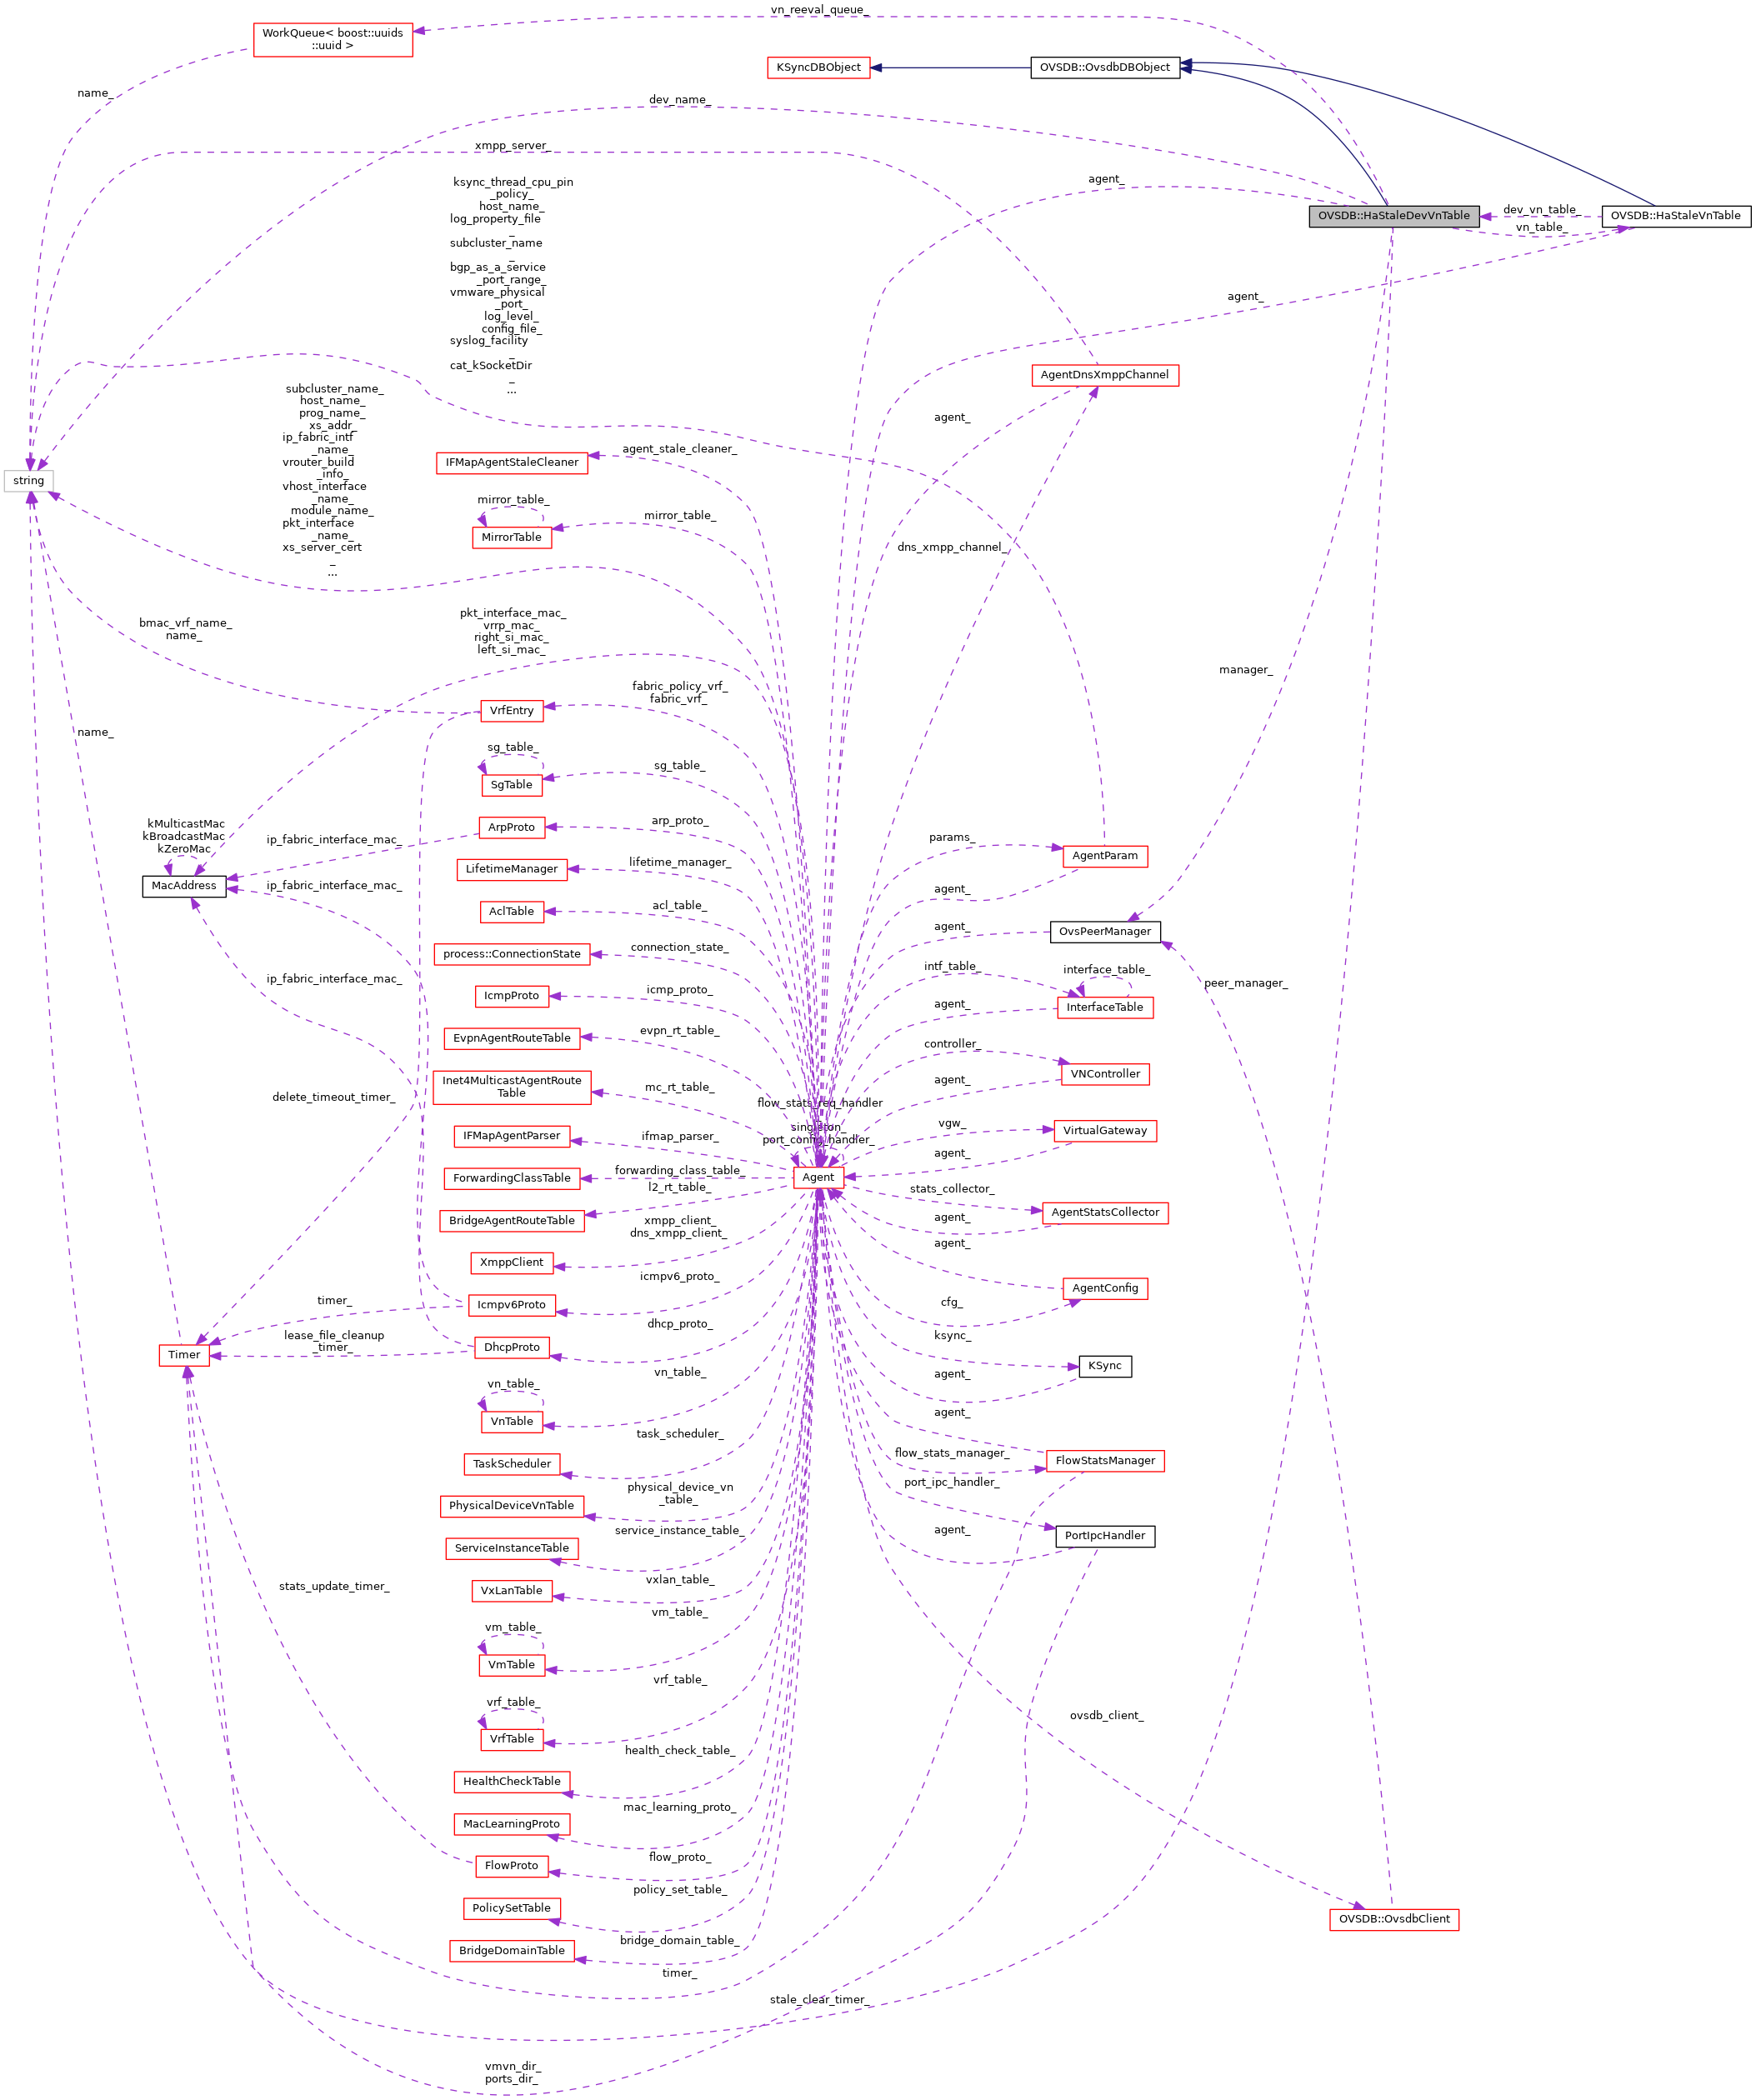 vn_reeval_queue_
WorkQueue< boost::uuids
::uuid >
KSyncDBObject
OVSDB::OvsdbDBObject
name_
dev_name_
xmpp_server_
ksync_thread_cpu_pin
_policy_
host_name_
log_property_file
_
subcluster_name
_
bgp_as_a_service
_port_range_
vmware_physical
_port_
log_level_
config_file_
syslog_facility
_
cat_kSocketDir
_
...
agent_
OVSDB::HaStaleDevVnTable
dev_vn_table_
vn_table_
OVSDB::HaStaleVnTable
agent_
AgentDnsXmppChannel
subcluster_name_
host_name_
prog_name_
xs_addr_
ip_fabric_intf
_name_
vrouter_build
_info_
vhost_interface
_name_
module_name_
pkt_interface
_name_
xs_server_cert
_
...
agent_
agent_stale_cleaner_
IFMapAgentStaleCleaner
string
mirror_table_
mirror_table_
MirrorTable
dns_xmpp_channel_
bmac_vrf_name_
name_
pkt_interface_mac_
vrrp_mac_
right_si_mac_
left_si_mac_
manager_
fabric_policy_vrf_
fabric_vrf_
VrfEntry
name_
sg_table_
sg_table_
SgTable
kMulticastMac
kBroadcastMac
kZeroMac
ip_fabric_interface_mac_
ArpProto
arp_proto_
params_
AgentParam
MacAddress
ip_fabric_interface_mac_
LifetimeManager
lifetime_manager_
agent_
AclTable
acl_table_
agent_
OvsPeerManager
process::ConnectionState
connection_state_
ip_fabric_interface_mac_
IcmpProto
icmp_proto_
intf_table_
interface_table_
InterfaceTable
agent_
peer_manager_
EvpnAgentRouteTable
evpn_rt_table_
controller_
VNController
agent_
Inet4MulticastAgentRoute
Table
mc_rt_table_
delete_timeout_timer_
flow_stats_req_handler
_
singleton_
port_config_handler_
IFMapAgentParser
ifmap_parser_
vgw_
VirtualGateway
agent_
ForwardingClassTable
forwarding_class_table_
Agent
l2_rt_table_
BridgeAgentRouteTable
stats_collector_
AgentStatsCollector
agent_
xmpp_client_
dns_xmpp_client_
XmppClient
agent_
AgentConfig
icmpv6_proto_
Icmpv6Proto
timer_
cfg_
dhcp_proto_
DhcpProto
lease_file_cleanup
_timer_
Timer
ksync_
KSync
agent_
vn_table_
vn_table_
VnTable
agent_
task_scheduler_
TaskScheduler
flow_stats_manager_
FlowStatsManager
physical_device_vn
_table_
PhysicalDeviceVnTable
port_ipc_handler_
PortIpcHandler
agent_
service_instance_table_
ServiceInstanceTable
stats_update_timer_
vxlan_table_
VxLanTable
vm_table_
vm_table_
VmTable
vrf_table_
vrf_table_
VrfTable
ovsdb_client_
health_check_table_
HealthCheckTable
mac_learning_proto_
MacLearningProto
flow_proto_
FlowProto
policy_set_table_
PolicySetTable
OVSDB::OvsdbClient
bridge_domain_table_
BridgeDomainTable
timer_
stale_clear_timer_
vmvn_dir_
ports_dir_